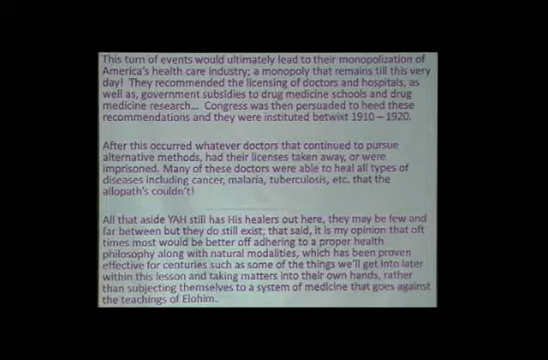 This turn of events would ultimately lead to their monopolization of
America's health care industry; a monopoly that remains till this very
day!  They recommended the licensing of doctors and hospitals, as
well as, government subsidies to drug medicine schools and drug
medicine research...  Congress was then persuaded to heed these
recommendations and they were instituted betwixt 1910 – 1920.
After this occurred whatever doctors that continued to pursue
alternative methods, had their licenses taken away, or were
imprisoned. Many of these doctors were able to heal all types of
diseases including cancer, malaria, tuberculosis, etc. that the
allopath's couldn't!
All that aside YAH still has His healers out here, they may be few and
far between but they do still exist; that said, it is my opinion that oft
times most would be better off adhering to a proper health
philosophy along with natural modalities, which has been proven
effective for centuries such as some of the things we'll get into later
within this lesson and taking matters into their own hands, rather
than subjecting themselves to a system of medicine that goes against
the teachings of Elohim.